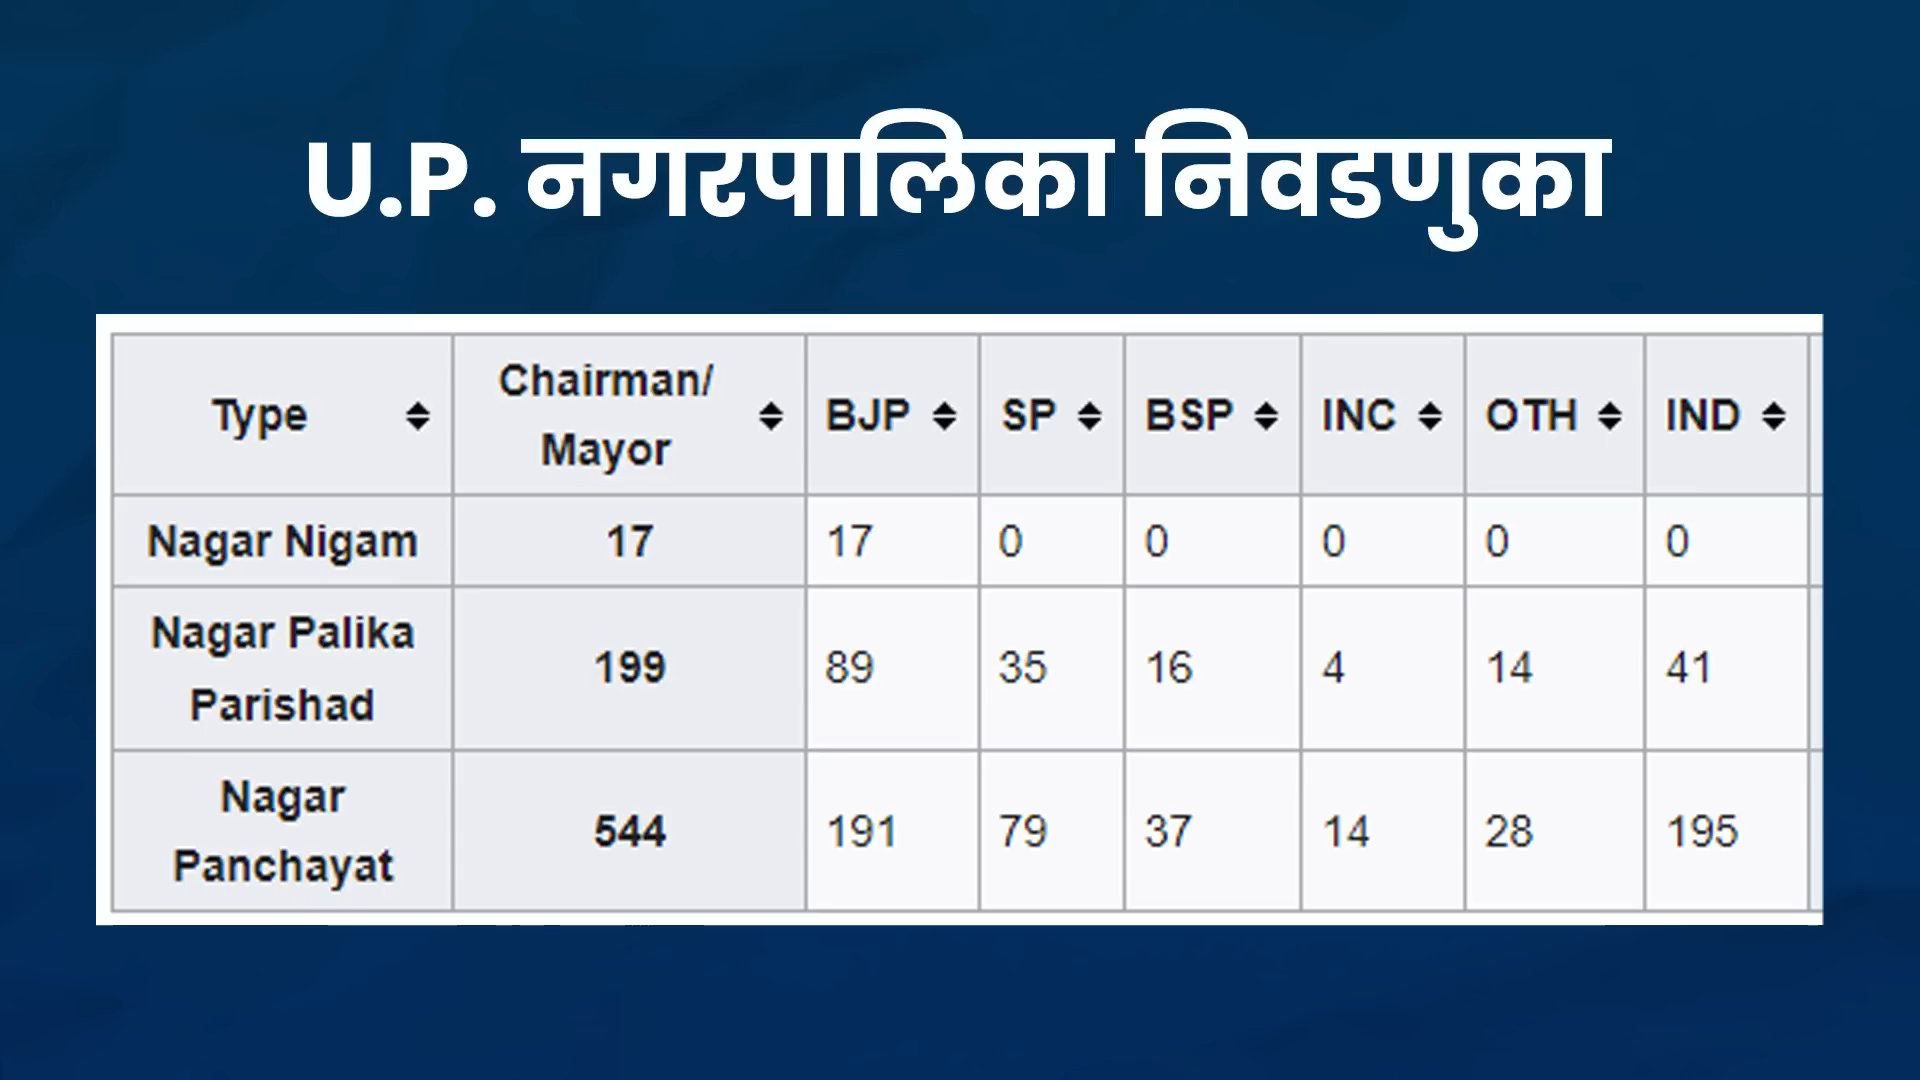 U.P. नगरपालिका निवडणुका
Type Chairman/ Mayor BJP SP BSP INC OTH IND
Nagar Nigam 17 17 0 0 0 0 0
Nagar Palika Parishad 199 89 35 16 4 14 41
Nagar Panchayat 544 191 79 37 14 28 195